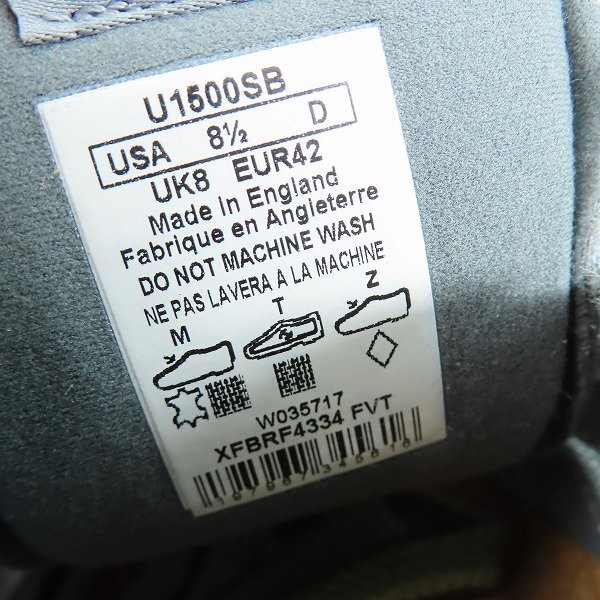 U1500SB
USA 8½ D
UK8 EUR42
Made in England
Fabrique en Angleterre
DO NOT MACHINE WASH
NE PAS LAVERA A LA MACHINE
M T Z
W035717
XFBRF4334 FVT